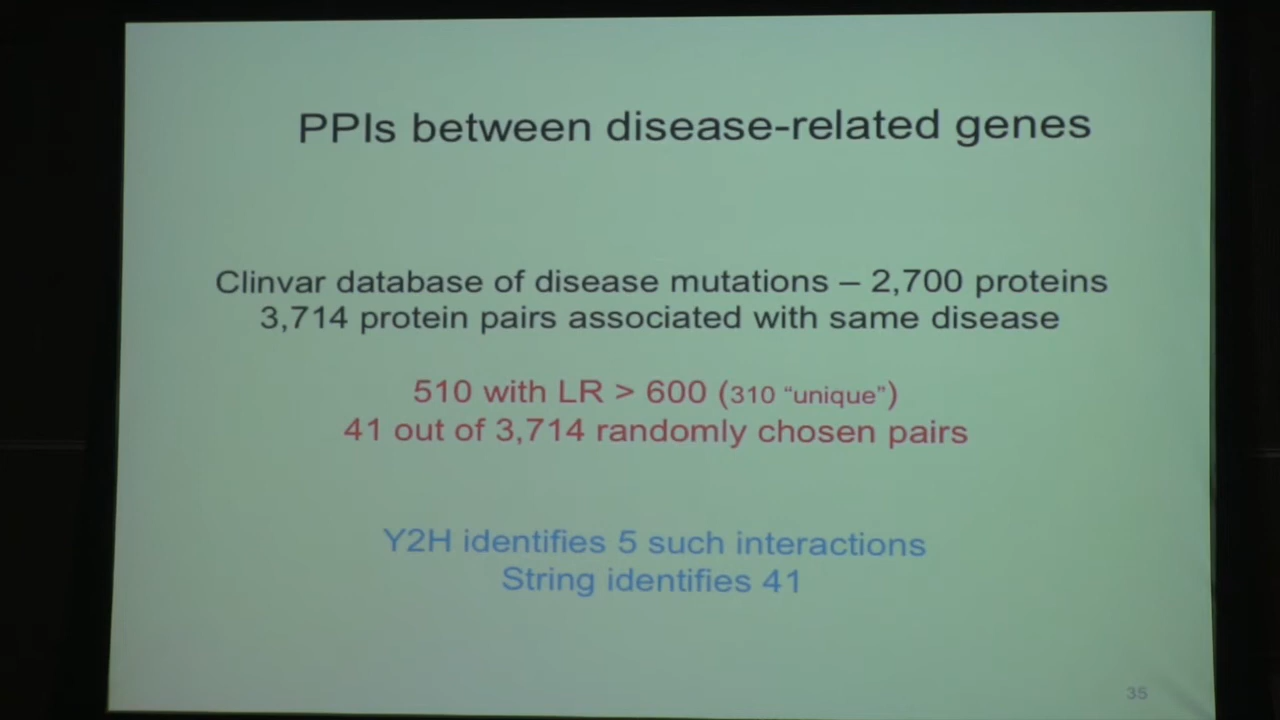 PPIs between disease-related genes
Clinvar database of disease mutations – 2,700 proteins
3,714 protein pairs associated with same disease
510 with LR > 600 (310 “unique”)
41 out of 3,714 randomly chosen pairs
Y2H identifies 5 such interactions
String identifies 41
35